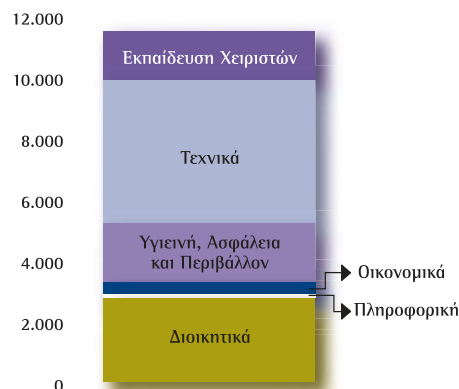 12.000
Εκπαίδευση Χειριστών
10.000
8.000
Τεχνικά
6.000
Υγιεινή, Ασφάλεια
και Περιβάλλον
4.000
Οικονομικά
Πληροφορική
2.000
Διοικητικά
0